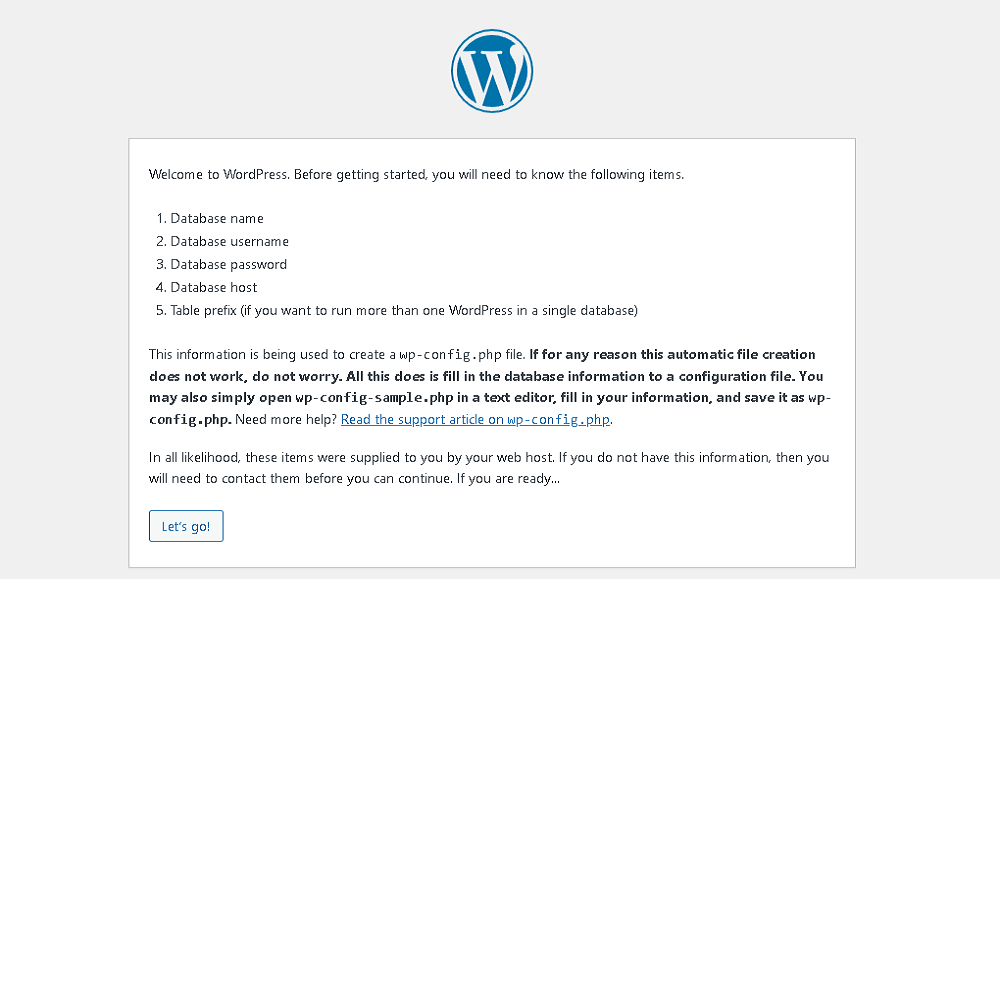 Welcome to WordPress. Before getting started, you will need to know the following items.
1. Database name
2. Database username
3. Database password
4. Database host
5. Table prefix (if you want to run more than one WordPress in a single database)
This information is being used to create a wp-config.php file. If for any reason this automatic file creation
does not work, do not worry. All this does is fill in the database information to a configuration file. You
may also simply open wp-config-sample.php in a text editor, fill in your information, and save it as wp-
config.php. Need more help? Read the support article on wp-config.php.
In all likelihood, these items were supplied to you by your web host. If you do not have this information, then you
will need to contact them before you can continue. If you are ready...
Let's go!